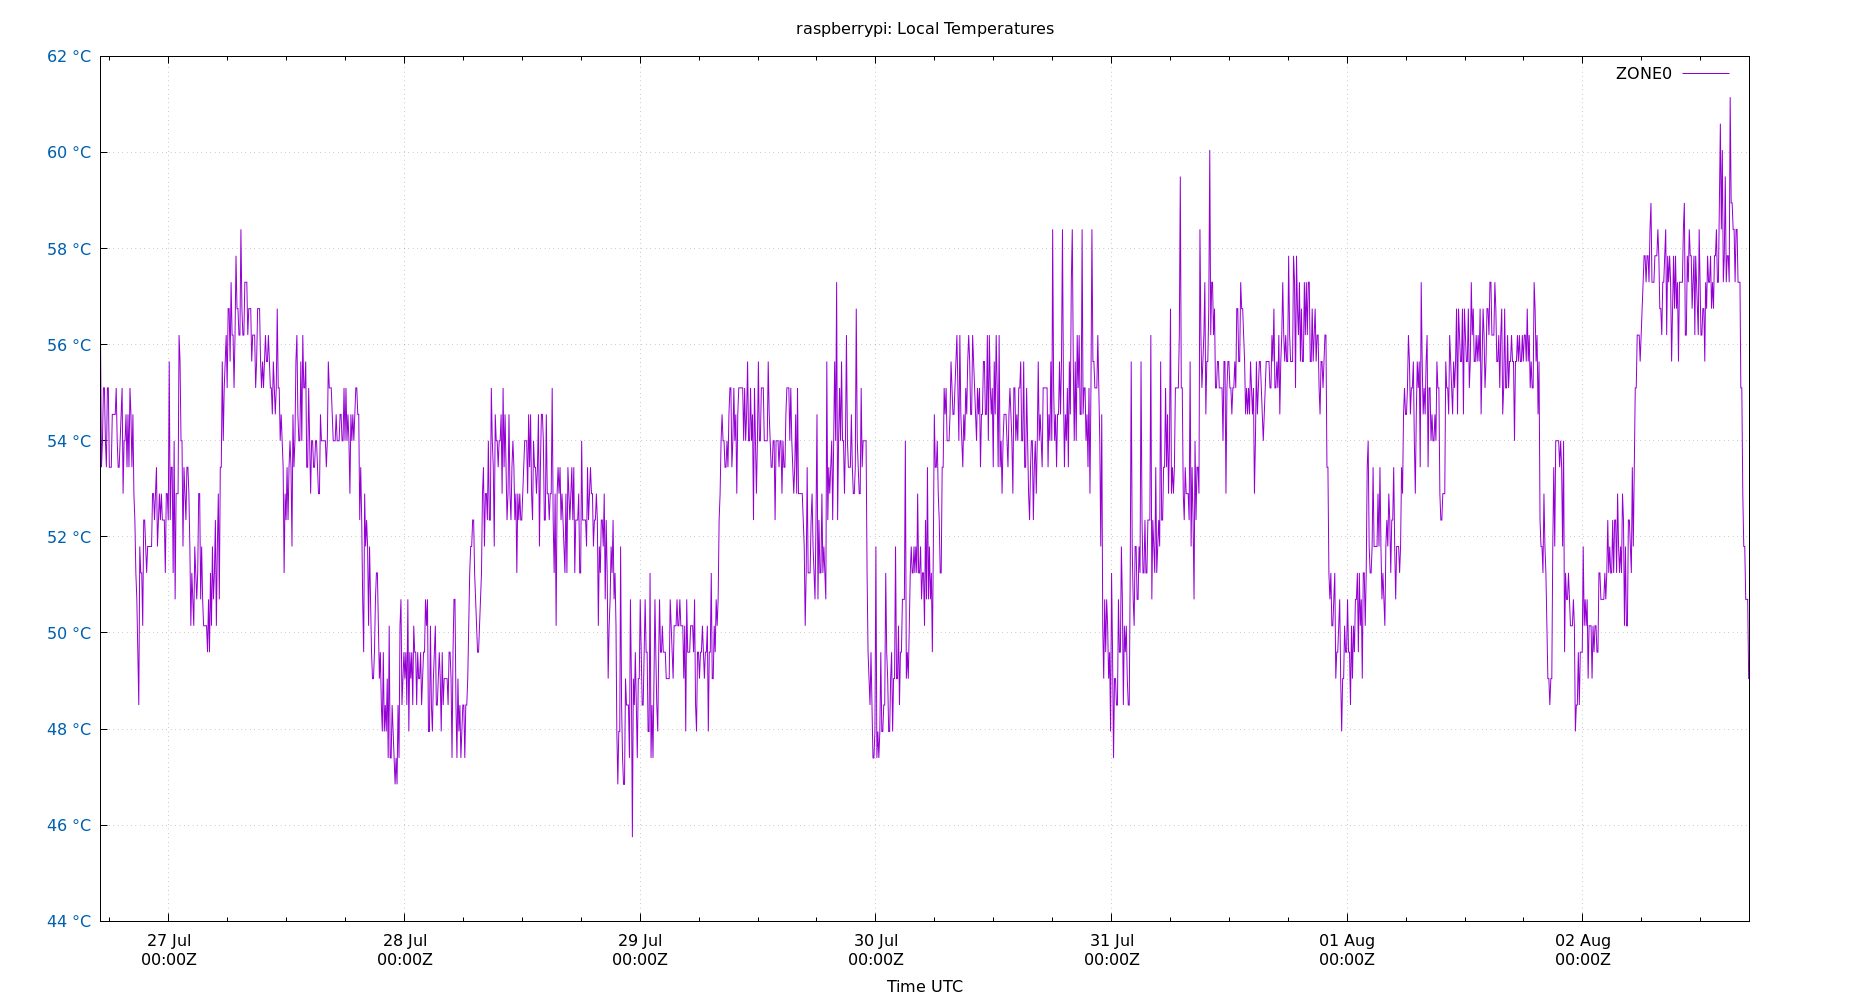 raspberrypi: Local Temperatures
62 °C
ZONE0
60 °C
58 °C
56 °C
54 °C
52 °C
50 °C
48 °C
46 °C
44 °C
27 Jul 28 Jul 29 Jul 30 Jul 31 Jul 01 Aug 02 Aug
00:00Z 00:00Z 00:00Z 00:00Z 00:00Z 00:00Z 00:00Z
Time UTC